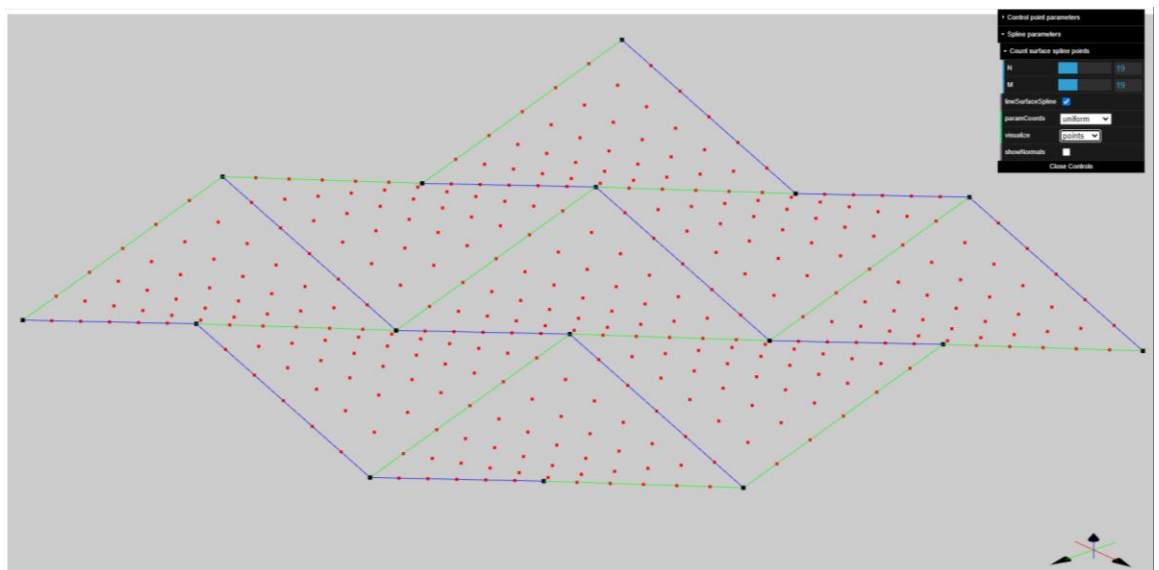 Control point parameters
Spline parameters
Count surface spline points
N 19
M 19
lineSurfaceSpline
paramCoords uniform
visualize points
showNormals
Close Controls